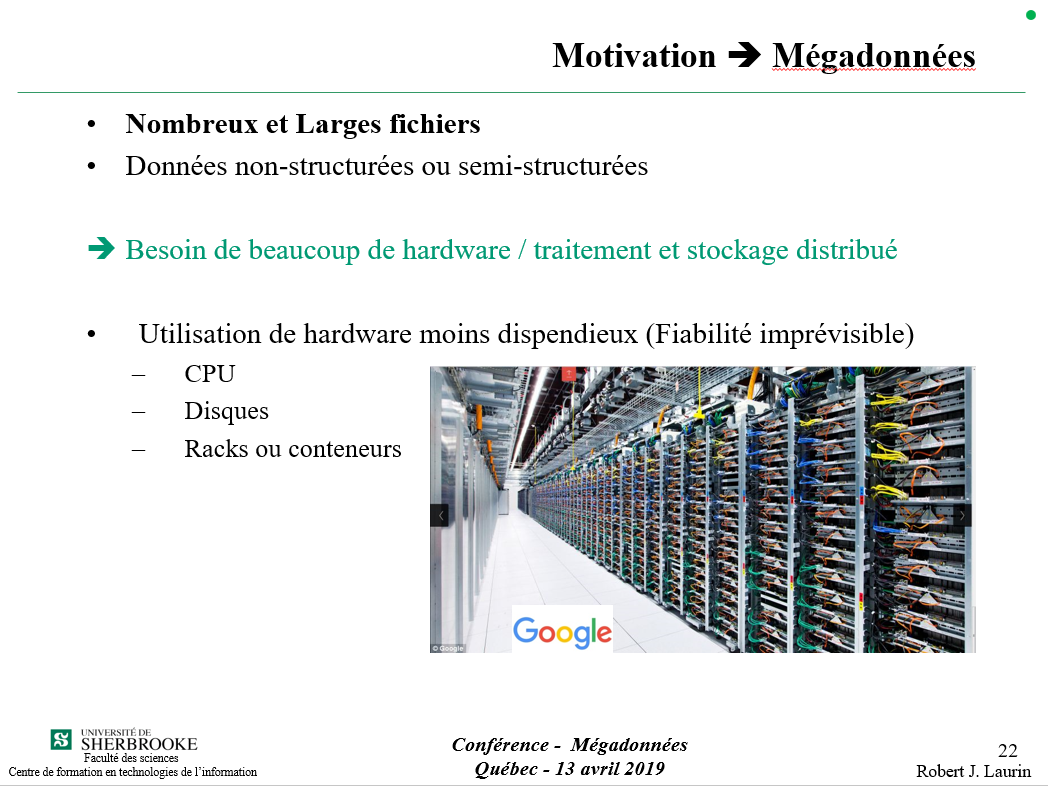 Motivation ➔ Mégadonnées
• Nombreux et Larges fichiers
• Données non-structurées ou semi-structurées
➔ Besoin de beaucoup de hardware / traitement et stockage distribué
• Utilisation de hardware moins dispendieux (Fiabilité imprévisible)
– CPU
– Disques
– Racks ou conteneurs
© Google
Google
S
UNIVERSITÉ DE
SHERBROOKE
Faculté des sciences
Centre de formation en technologies de l’information
Conférence - Mégadonnées
Québec - 13 avril 2019
22
Robert J. Laurin